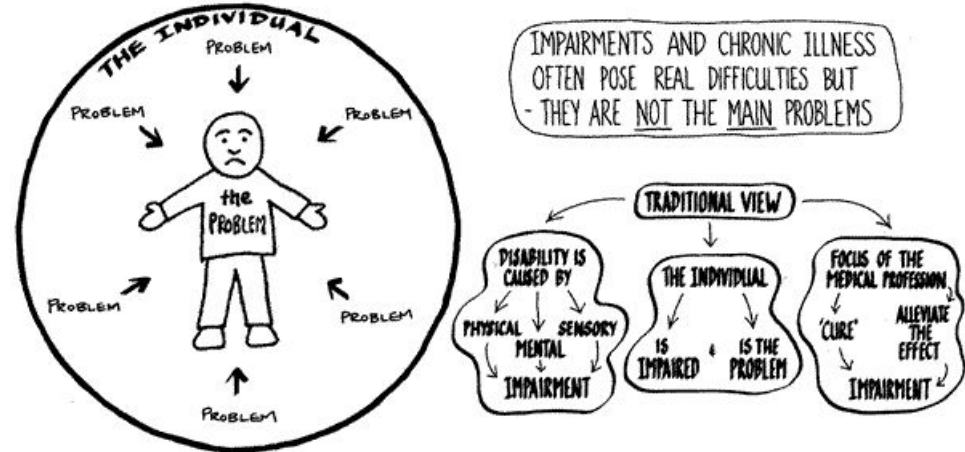 THE INDIVIDUAL
PROBLEM
PROBLEM
PROBLEM
the
PROBLEM
PROBLEM
PROBLEM
PROBLEM
IMPAIRMENTS AND CHRONIC ILLNESS
OFTEN POSE REAL DIFFICULTIES BUT
- THEY ARE NOT THE MAIN PROBLEMS
TRADITIONAL VIEW
DISABILITY IS
CAUSED BY
PHYSICAL SENSORY
MENTAL
IMPAIRMENT
THE INDIVIDUAL
IS
IMPAIRED
&
IS THE
PROBLEM
FOCUS OF THE
MEDICAL PROFESSION
'CURE'
ALLEVIATE
THE
EFFECT
IMPAIRMENT